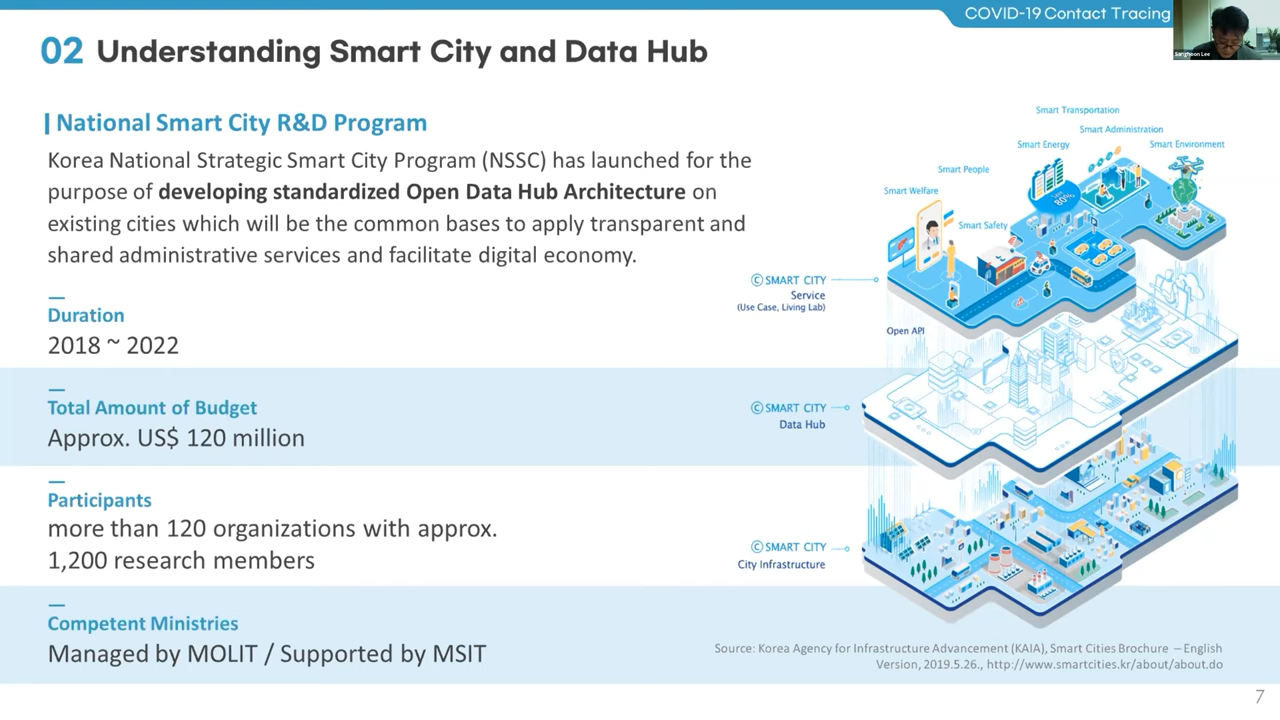 COVID-19 Contact Tracing
Sanghoon Lee
02 Understanding Smart City and Data Hub
National Smart City R&D Program
Korea National Strategic Smart City Program (NSSC) has launched for the
purpose of developing standardized Open Data Hub Architecture on
existing cities which will be the common bases to apply transparent and
shared administrative services and facilitate digital economy.
Duration
2018 ~ 2022
Total Amount of Budget
Approx. US$ 120 million
Participants
more than 120 organizations with approx.
1,200 research members
Competent Ministries
Managed by MOLIT / Supported by MSIT
Smart Transportation
Smart Administration
Smart Energy
Smart Environment
Smart People
Smart Welfare
Smart Safety
80%
Ⓒ SMART CITY
Service
(Use Case, Living Lab)
Open API
Ⓒ SMART CITY
Data Hub
Ⓒ SMART CITY
City Infrastructure
Source: Korea Agency for Infrastructure Advancement (KAIA), Smart Cities Brochure – English
Version, 2019.5.26., http://www.smartcities.kr/about/about.do
7